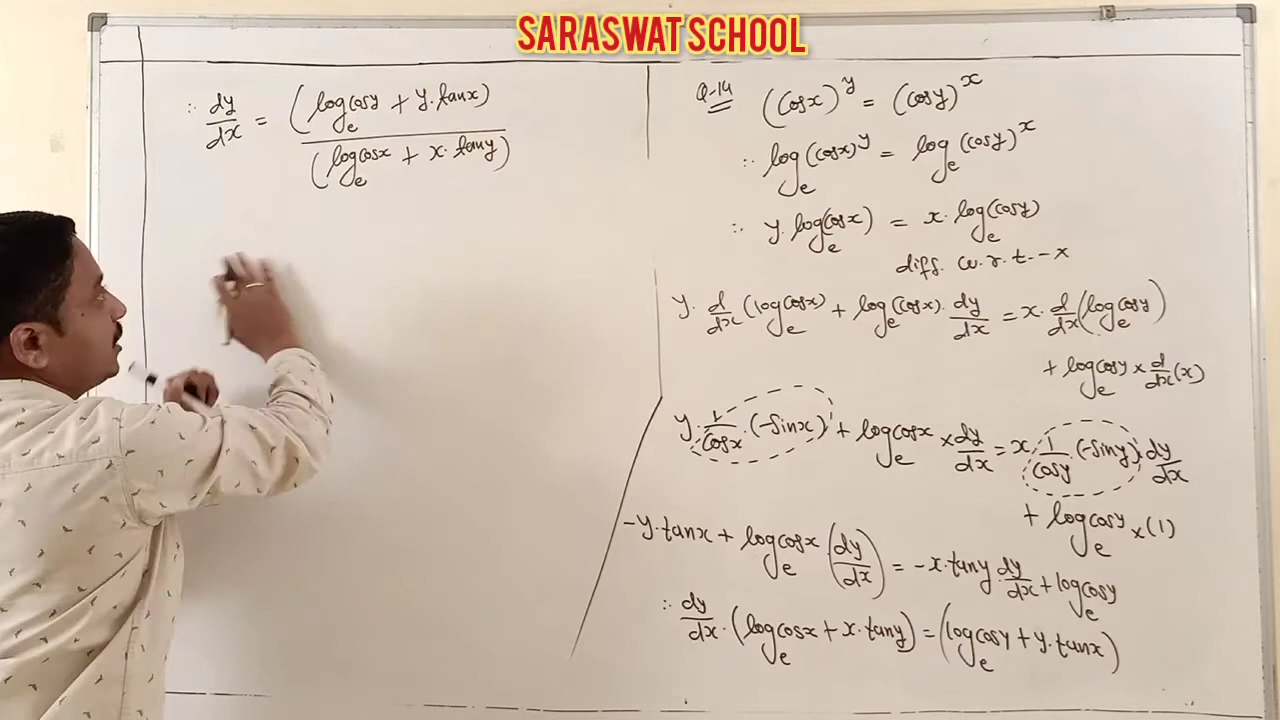 SARASWAT SCHOOL
Q-14 (cosx)^y = (cosy)^x
∴ log_e (cosx)^y = log_e (cosy)^x
∴ y. log_e (cosx) = x. log_e (cosy)
diff. w.r.t. -- x
y. d/dx (log_e cosx) + log_e (cosx). dy/dx = x. d/dx (log_e cosy)
+ log_e cosy × d/dx (x)
y. 1/cosx . (-sinx) + log_e cosx × dy/dx = x. 1/cosy . (-siny). dy/dx
+ log_e cosy × (1)
-y.tanx + log_e cosx (dy/dx) = -x.tany dy/dx + log_e cosy
∴ dy/dx . (log_e cosx + x.tany) = (log_e cosy + y.tanx)
∴ dy/dx = (log_e cosy + y.tanx) / (log_e cosx + x.tany)